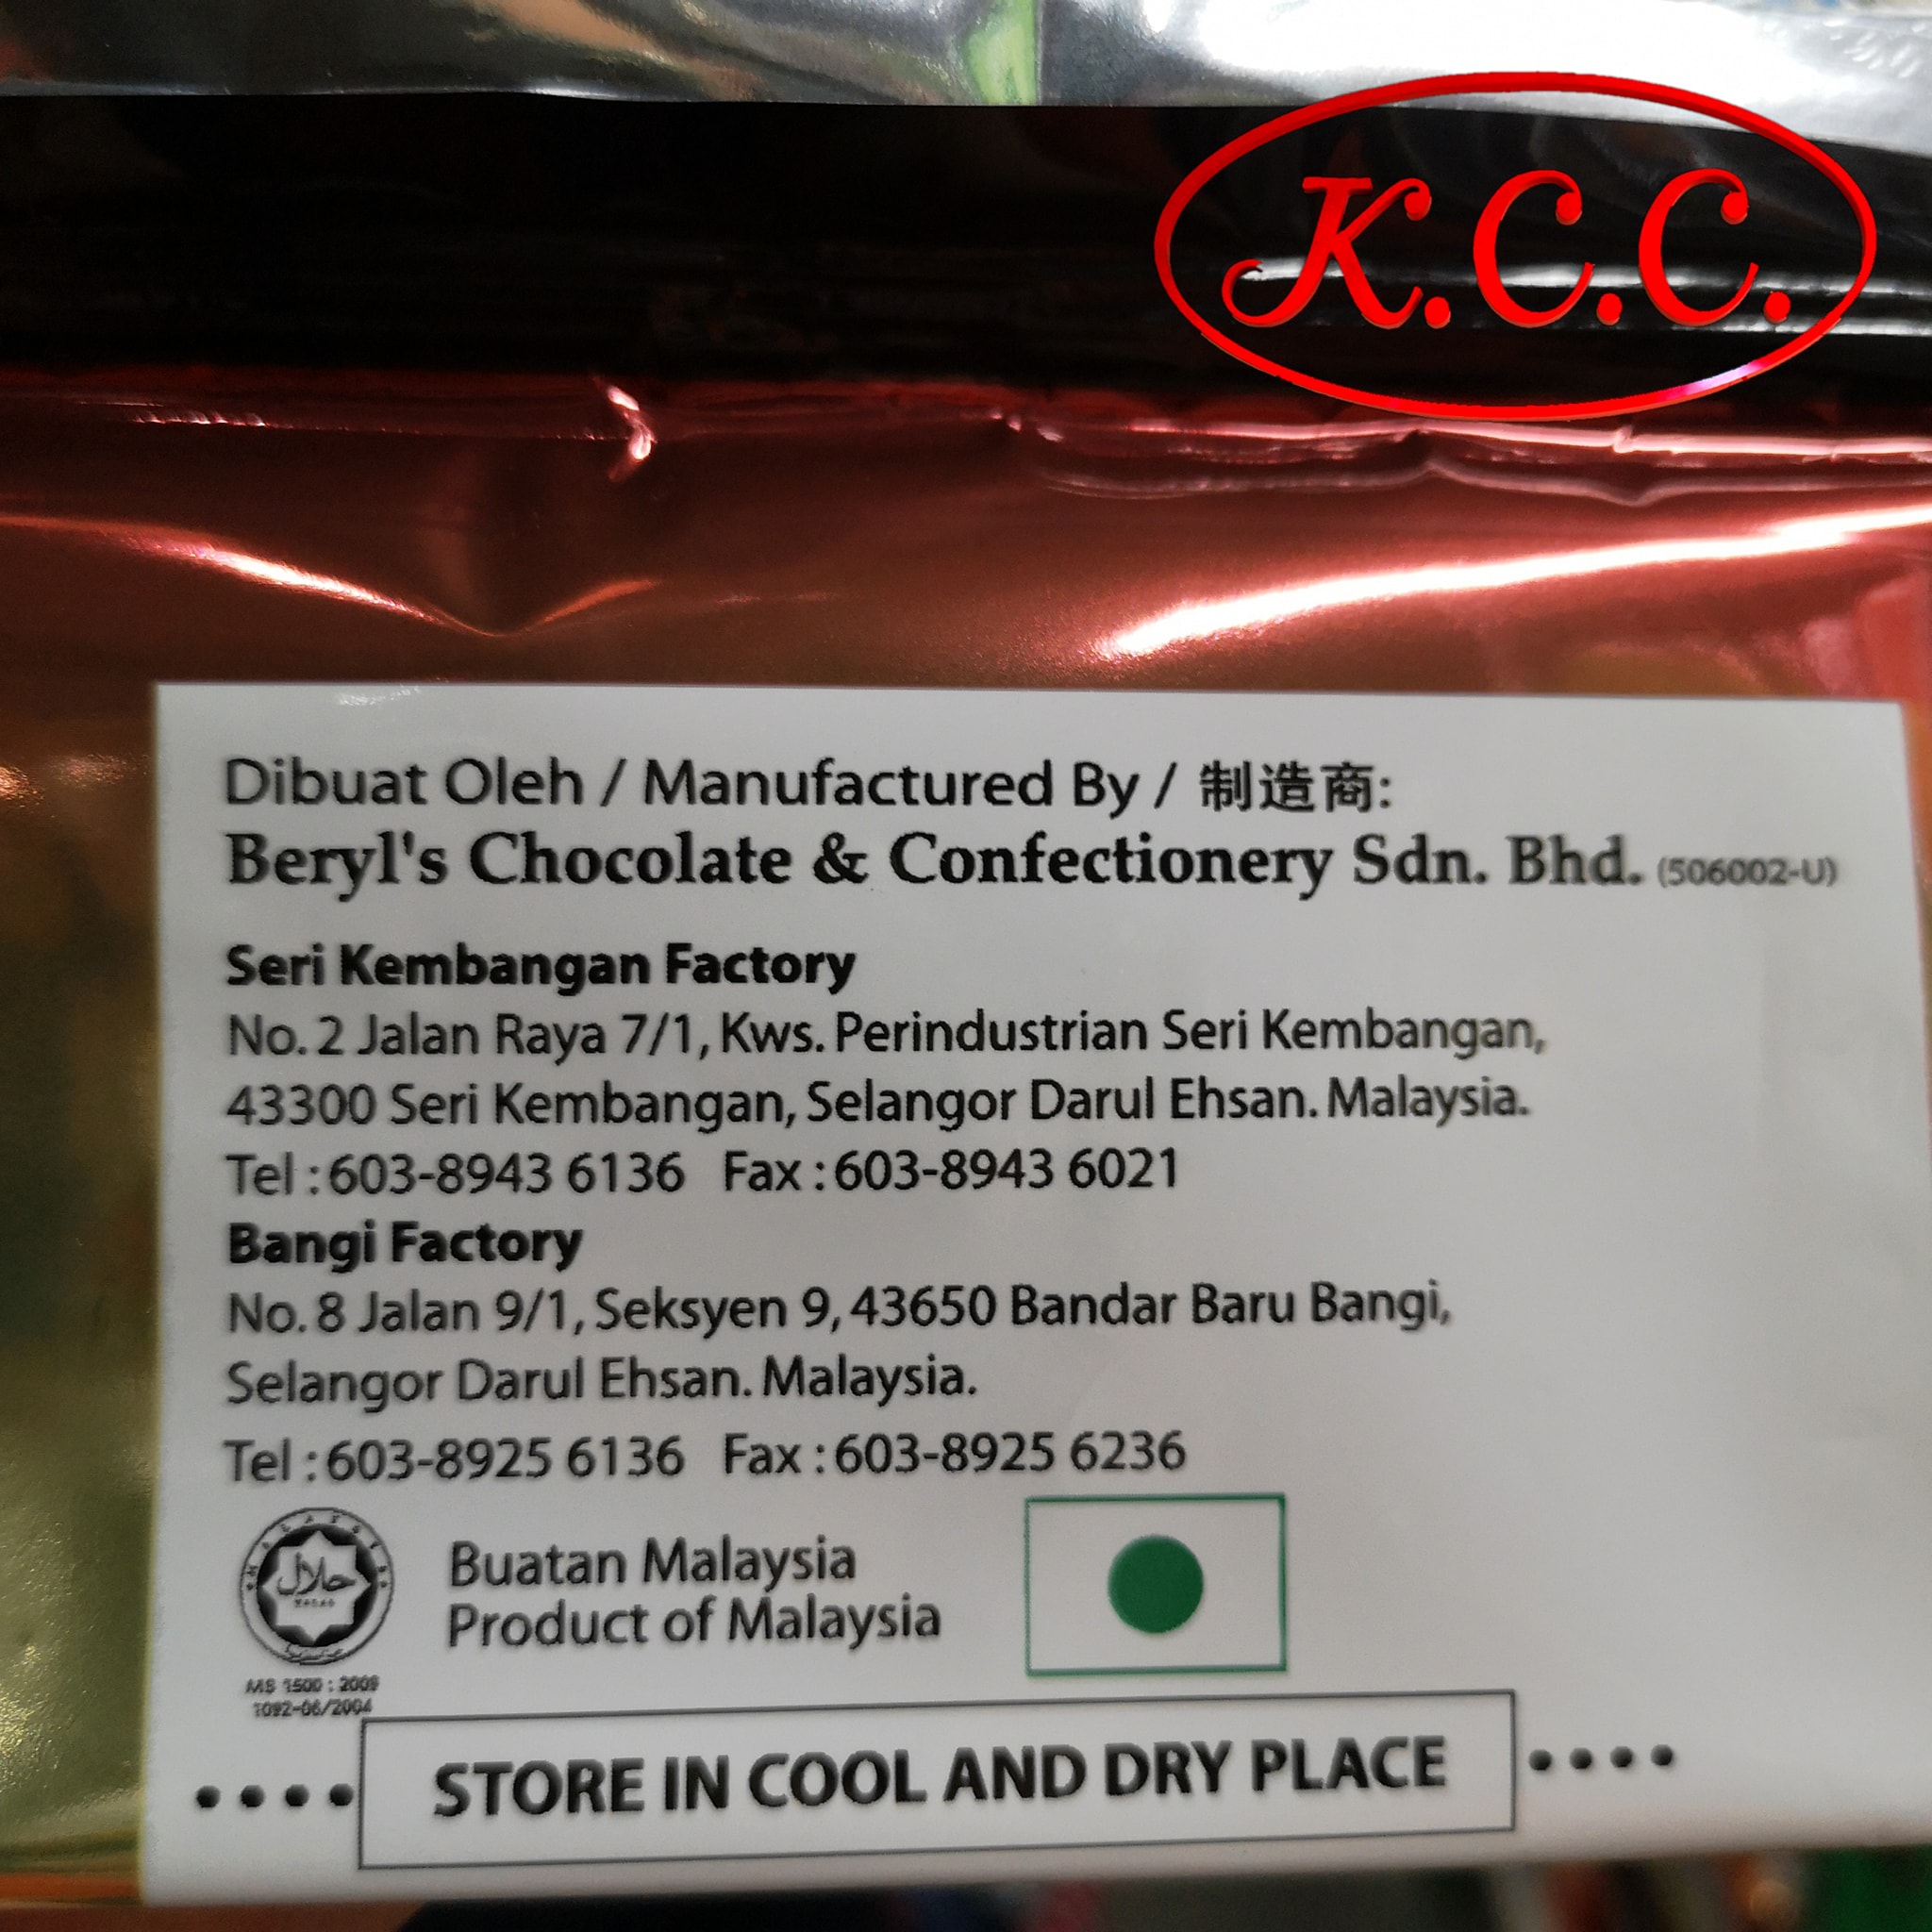 K.C.C.
Dibuat Oleh / Manufactured By / 制造商:
Beryl's Chocolate & Confectionery Sdn. Bhd. (506002-U)
Seri Kembangan Factory
No. 2 Jalan Raya 7/1, Kws. Perindustrian Seri Kembangan,
43300 Seri Kembangan, Selangor Darul Ehsan. Malaysia.
Tel : 603-8943 6136 Fax : 603-8943 6021
Bangi Factory
No. 8 Jalan 9/1, Seksyen 9, 43650 Bandar Baru Bangi,
Selangor Darul Ehsan. Malaysia.
Tel : 603-8925 6136 Fax : 603-8925 6236
MALAYSIA
حلال
HALAL
Buatan Malaysia
Product of Malaysia
MS 1500 : 2009
1092-06/2004
STORE IN COOL AND DRY PLACE